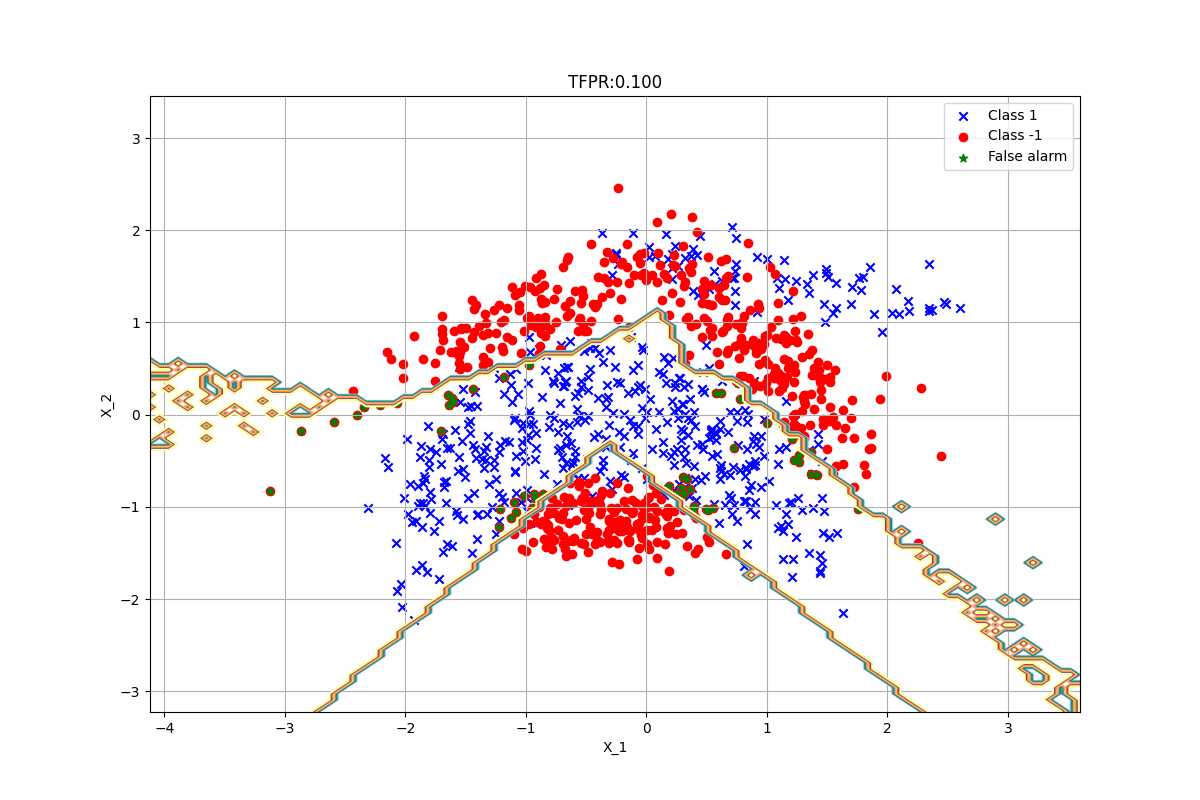 TFPR:0.100
Class 1
Class -1
False alarm
3
2
1
0
−1
−2
−3
X_2
−4 −3 −2 −1 0 1 2 3
X_1